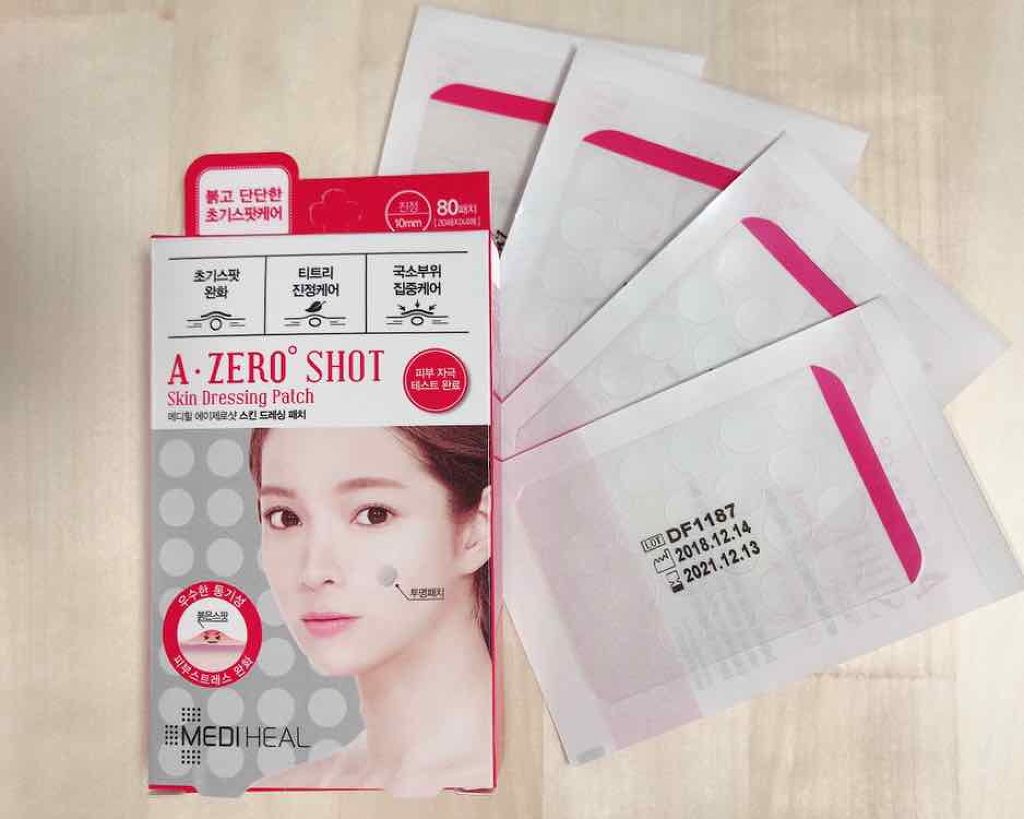 붉고 단단한
초기스팟케어
진정
10mm
80패치
초기스팟
완화
티트리
진정케어
국소부위
집중케어
A·ZERO° SHOT
Skin Dressing Patch
메디힐 에이제로샷 스킨 드레싱 패치
피부 자극
테스트 완료
투명패치
우수한 통기성
붉은스팟
피부스트레스 완화
MEDIHEAL
LOT DF1187
2018.12.14
2021.12.13